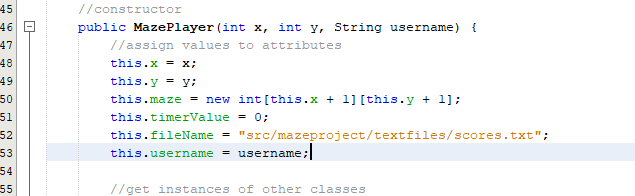 45 //constructor
46 public MazePlayer(int x, int y, String username) {
47 //assign values to attributes
48 this.x = x;
49 this.y = y;
50 this.maze = new int[this.x + 1][this.y + 1];
51 this.timerValue = 0;
52 this.fileName = "src/mazeproject/textfiles/scores.txt";
53 this.username = username;
54
55 //get instances of other classes